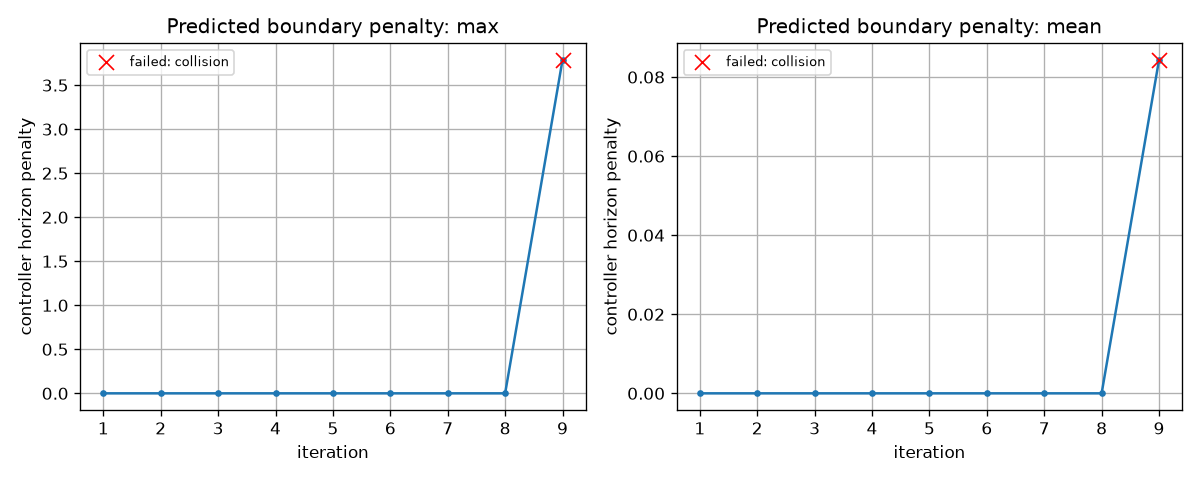 Predicted boundary penalty: max
failed: collision
controller horizon penalty
3.5
3.0
2.5
2.0
1.5
1.0
0.5
0.0
1 2 3 4 5 6 7 8 9
iteration
Predicted boundary penalty: mean
failed: collision
controller horizon penalty
0.08
0.06
0.04
0.02
0.00
1 2 3 4 5 6 7 8 9
iteration